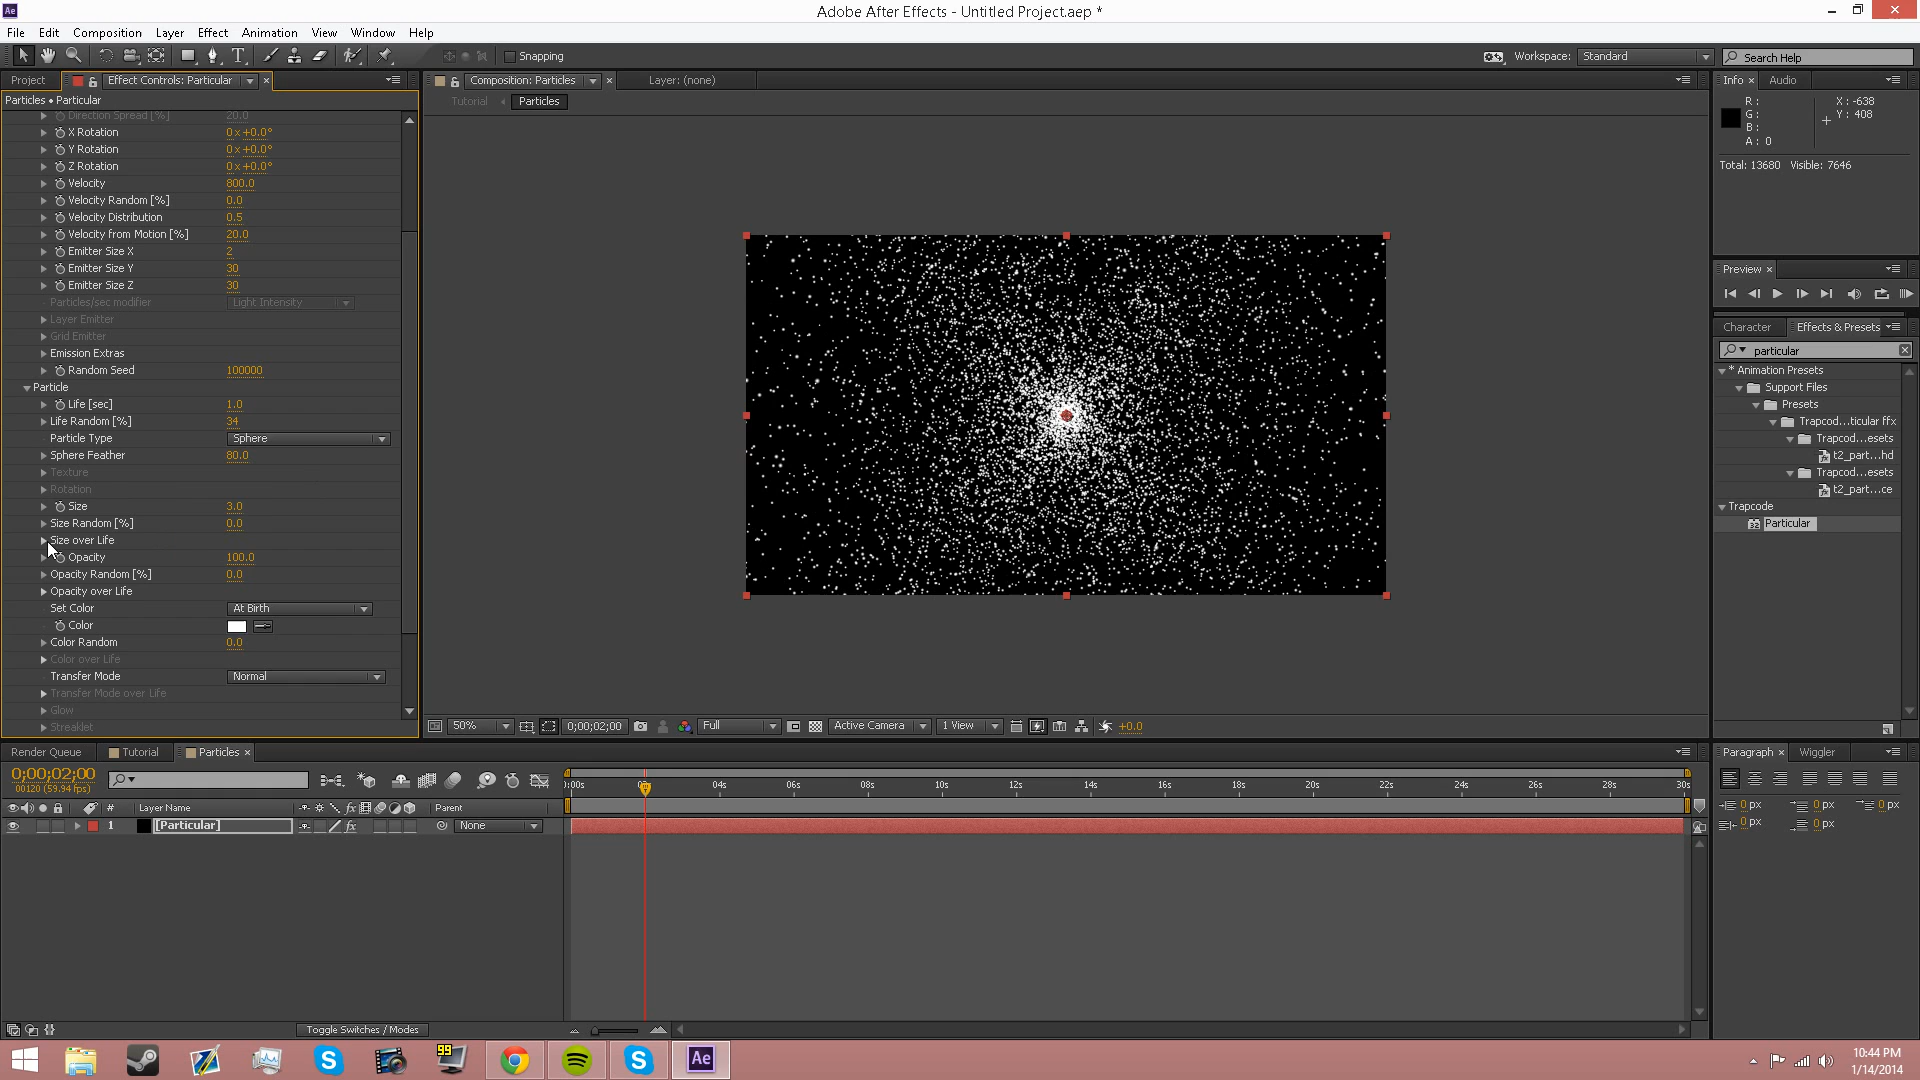 Ae
Adobe After Effects - Untitled Project.aep *
File Edit Composition Layer Effect Animation View Window Help
Snapping
Workspace: Standard
Search Help
Project
Effect Controls: Particular ×
Particles • Particular
Direction Spread [%] 20.0
X Rotation 0x+0.0°
Y Rotation 0x+0.0°
Z Rotation 0x+0.0°
Velocity 800.0
Velocity Random [%] 0.0
Velocity Distribution 0.5
Velocity from Motion [%] 20.0
Emitter Size X 2
Emitter Size Y 30
Emitter Size Z 30
Particles/sec modifier Light Intensity
Layer Emitter
Grid Emitter
Emission Extras
Random Seed 100000
Particle
Life [sec] 1.0
Life Random [%] 34
Particle Type Sphere
Sphere Feather 80.0
Texture
Rotation
Size 3.0
Size Random [%] 0.0
Size over Life
Opacity 100.0
Opacity Random [%] 0.0
Opacity over Life
Set Color At Birth
Color
Color Random 0.0
Color over Life
Transfer Mode Normal
Transfer Mode over Life
Glow
Streaklet
Composition: Particles ×
Layer: (none)
Tutorial Particles
50% 0;00;02;00 Full Active Camera 1 View +0.0
Info × Audio
R :
G :
B :
A : 0
X : -638
Y : 408
Total: 13680 Visible: 7646
Preview ×
Character Effects & Presets
particular
* Animation Presets
Support Files
Presets
Trapcod...ticular ffx
Trapcod...esets
t2_part...hd
Trapcod...esets
t2_part...ce
Trapcode
32 Particular
Render Queue Tutorial Particles ×
0;00;02;00
00120 (59.94 fps)
# Layer Name fx Parent
1 [Particular] fx None
):00s 04s 06s 08s 10s 12s 14s 16s 18s 20s 22s 24s 26s 28s 30s
Toggle Switches / Modes
Paragraph × Wiggler
0 px 0 px 0 px
0 px 0 px
99
Ae
10:44 PM
1/14/2014